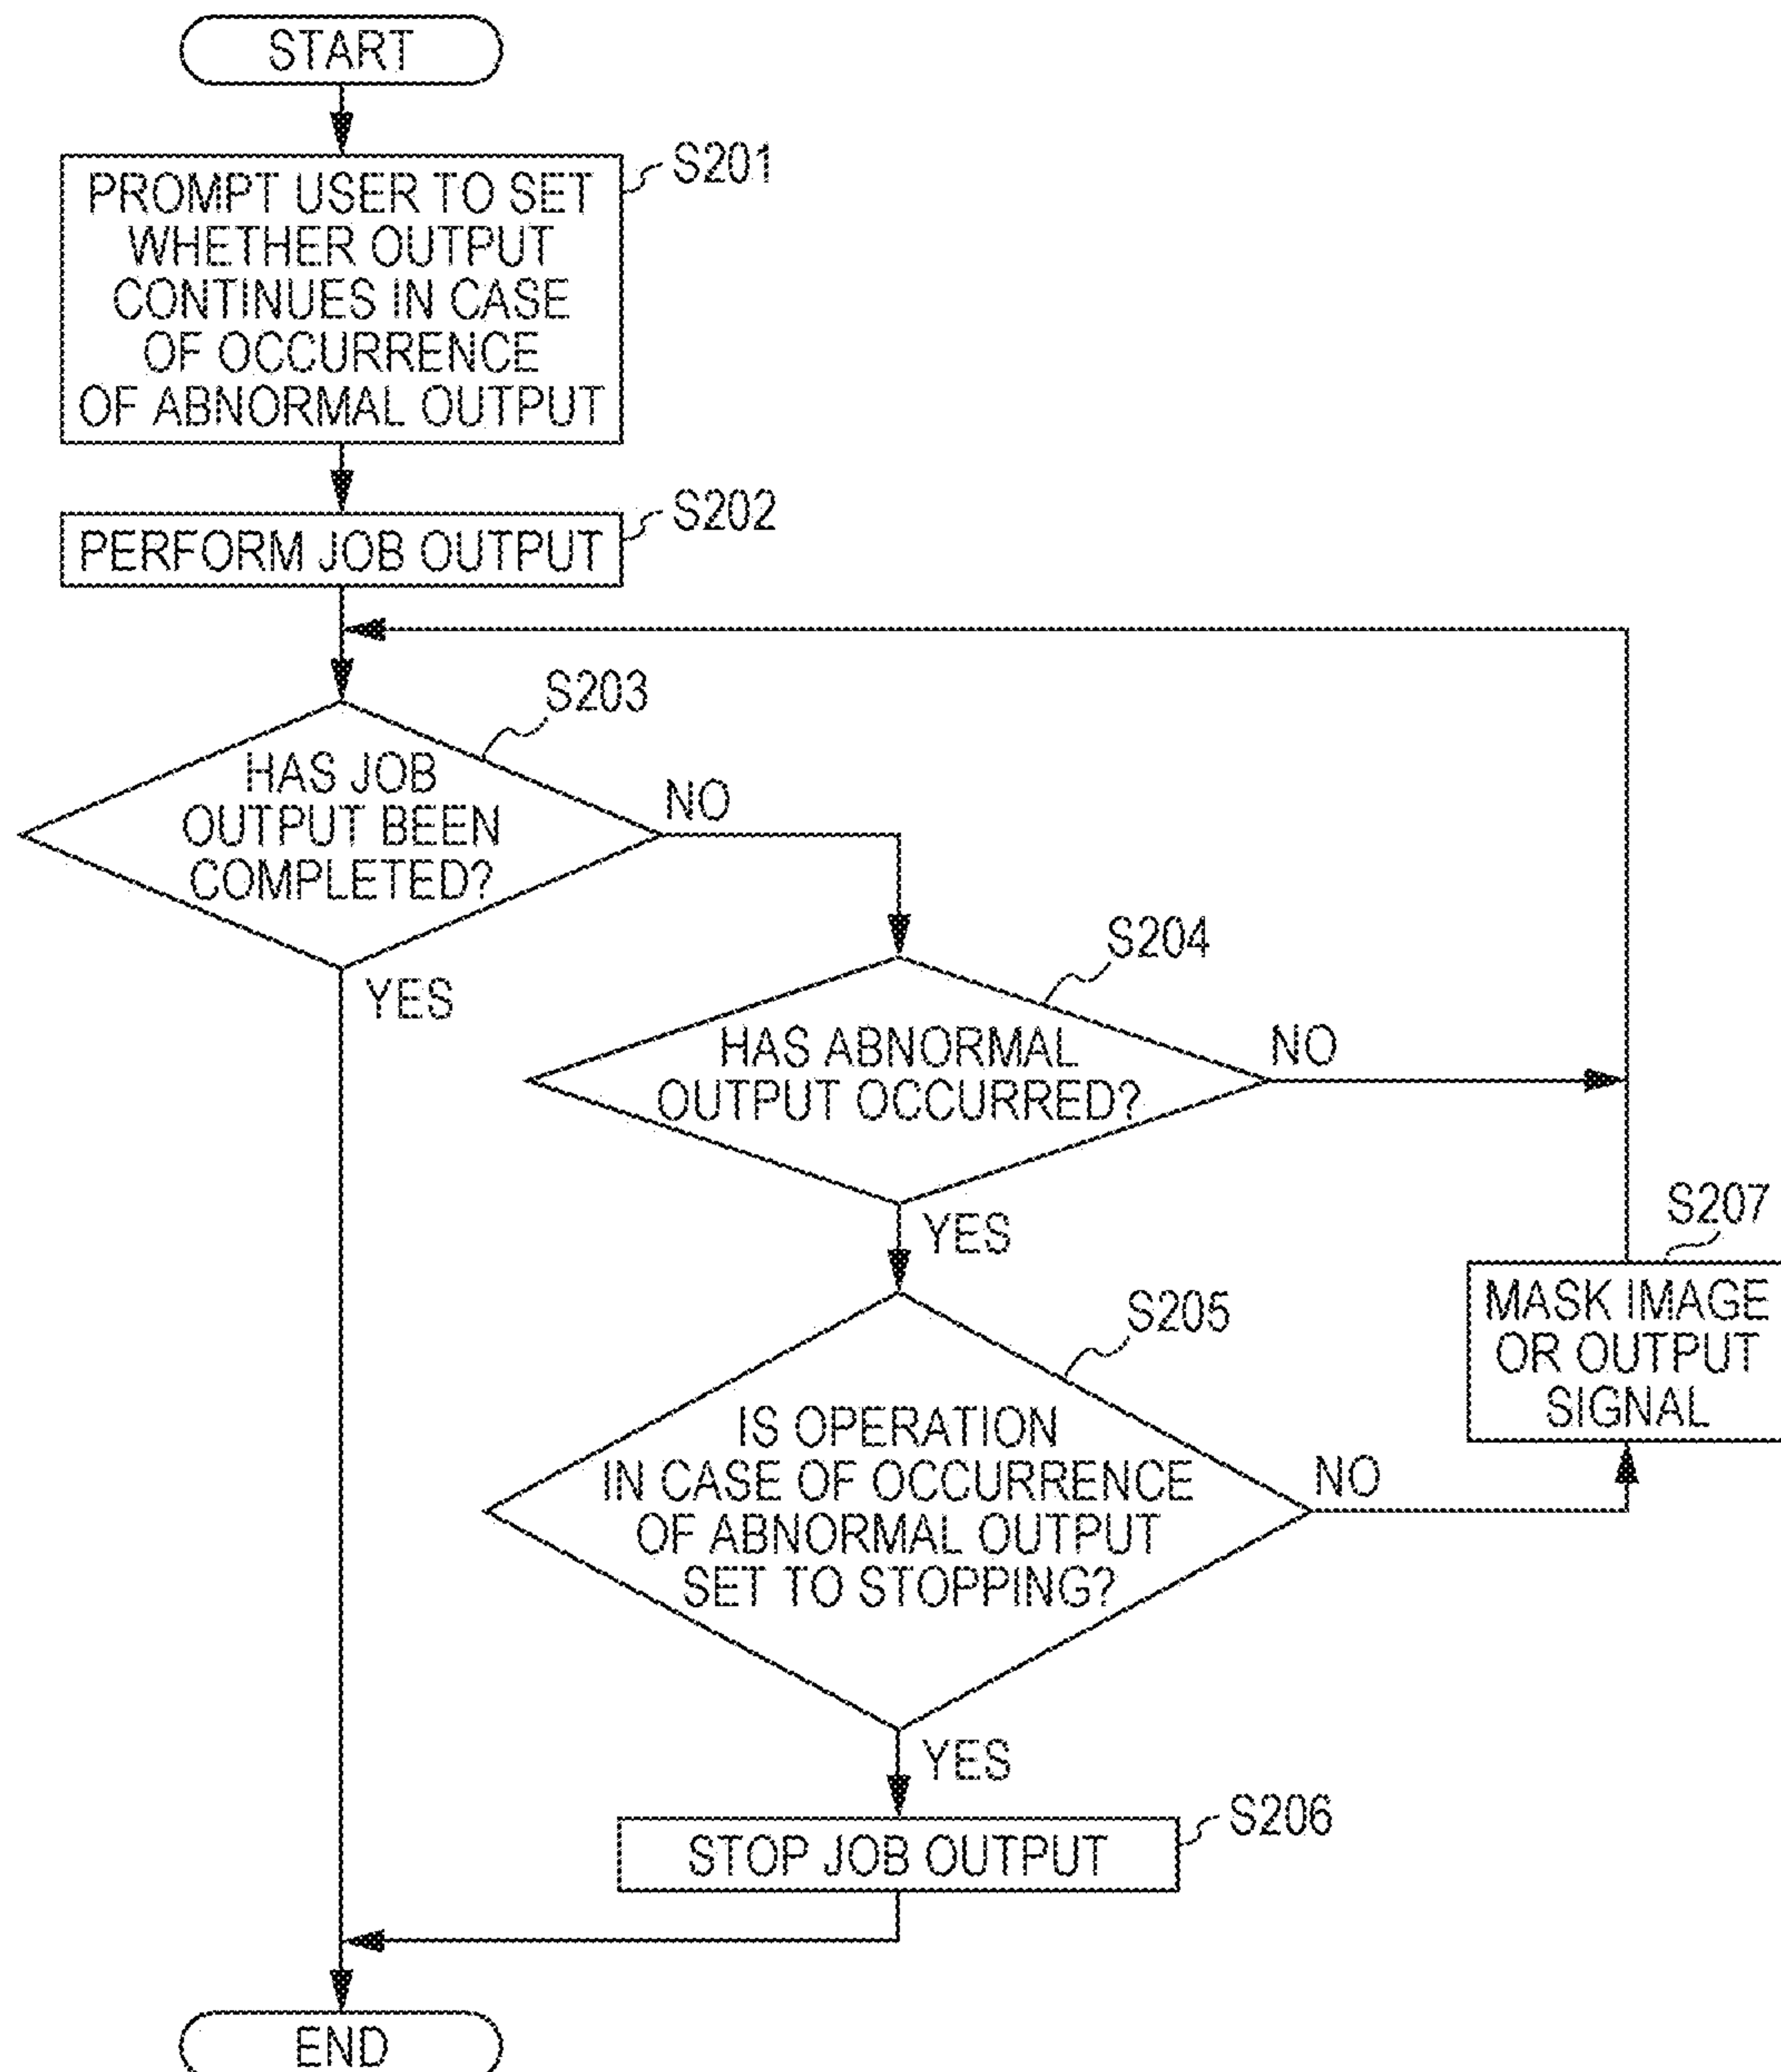 START
S201
PROMPT USER TO SET
WHETHER OUTPUT
CONTINUES IN CASE
OF OCCURRENCE
OF ABNORMAL OUTPUT
S202
PERFORM JOB OUTPUT
S203
HAS JOB
OUTPUT BEEN
COMPLETED?
NO
YES
S204
HAS ABNORMAL
OUTPUT OCCURRED?
NO
YES
S207
MASK IMAGE
OR OUTPUT
SIGNAL
S205
IS OPERATION
IN CASE OF OCCURRENCE
OF ABNORMAL OUTPUT
SET TO STOPPING?
NO
YES
S206
STOP JOB OUTPUT
END